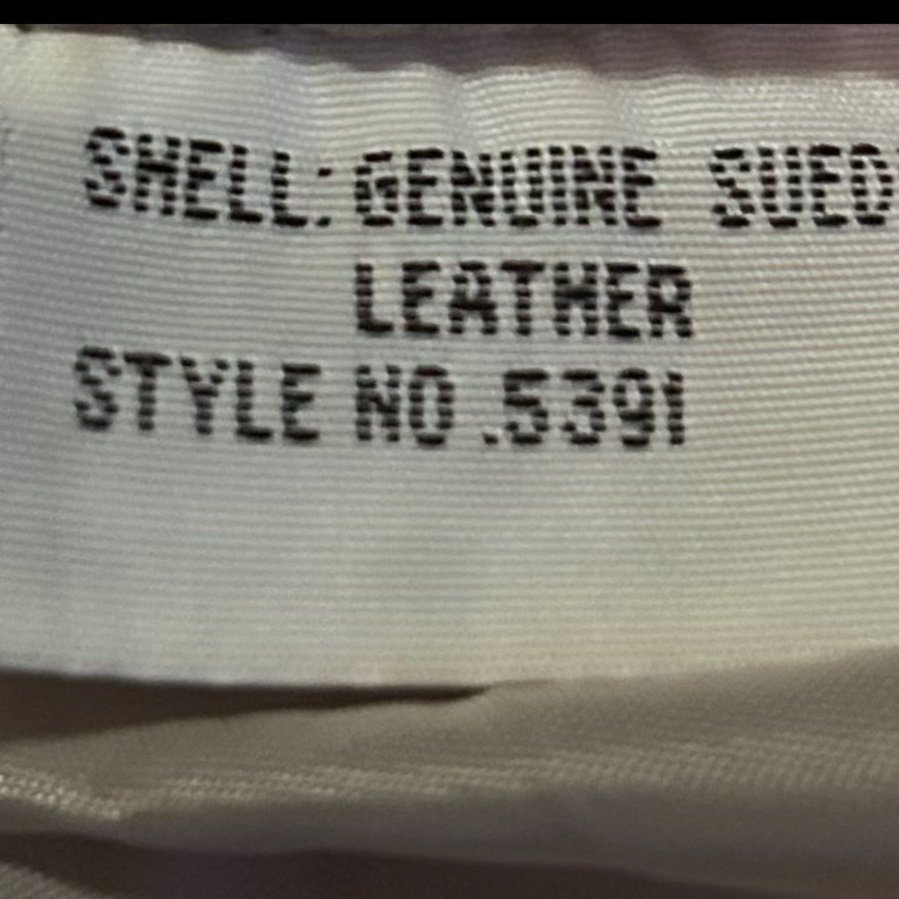 SHELL: GENUINE SUED
LEATHER
STYLE NO.5391